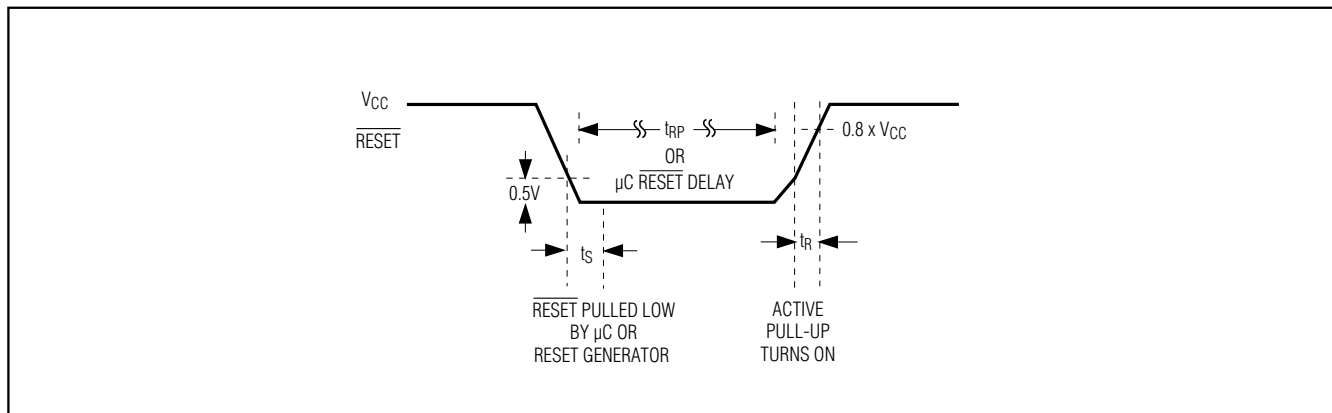 VCC
RESET
tRP
OR
µC RESET DELAY
0.8 x VCC
0.5V
tS
tR
RESET PULLED LOW
BY µC OR
RESET GENERATOR
ACTIVE
PULL-UP
TURNS ON